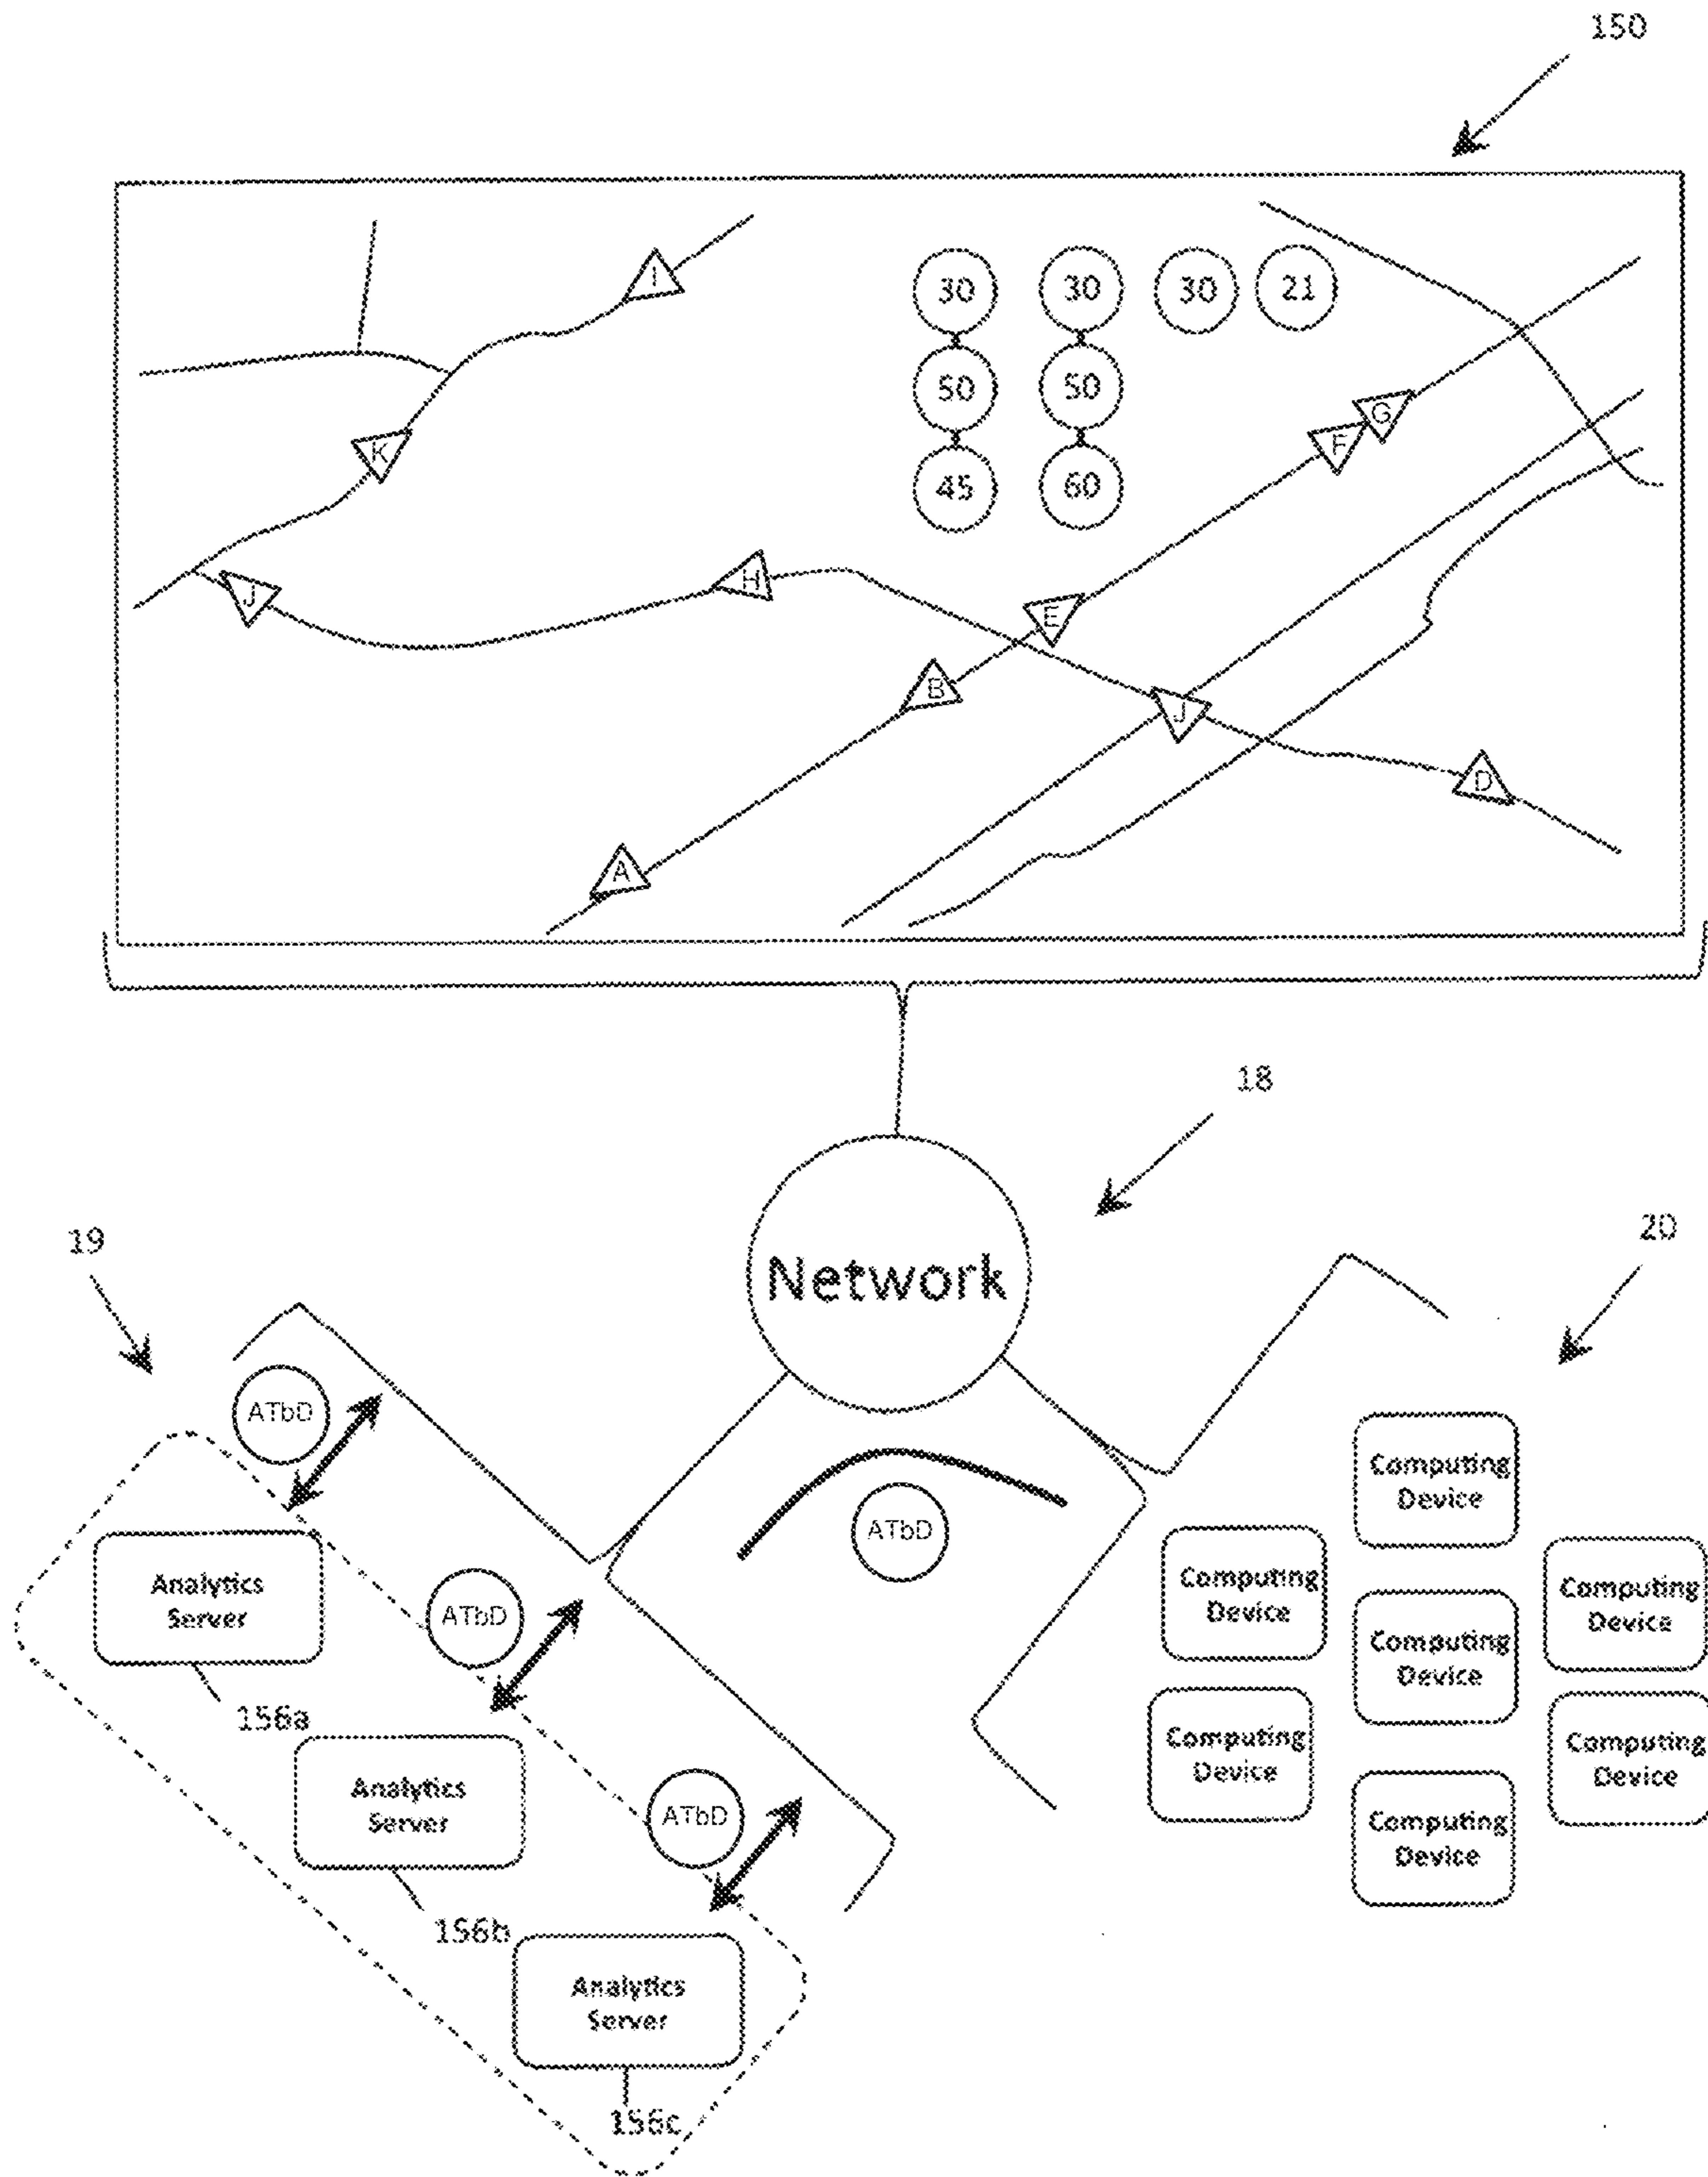 150
I
30 30 30 21
50 50
45 60
G
F
K
J
H
E
B
J
D
A
18
19
20
Network
ATbD
ATbD
ATbD
ATbD
Analytics
Server
156a
Analytics
Server
156b
Analytics
Server
156c
Computing
Device
Computing
Device
Computing
Device
Computing
Device
Computing
Device
Computing
Device
Computing
Device